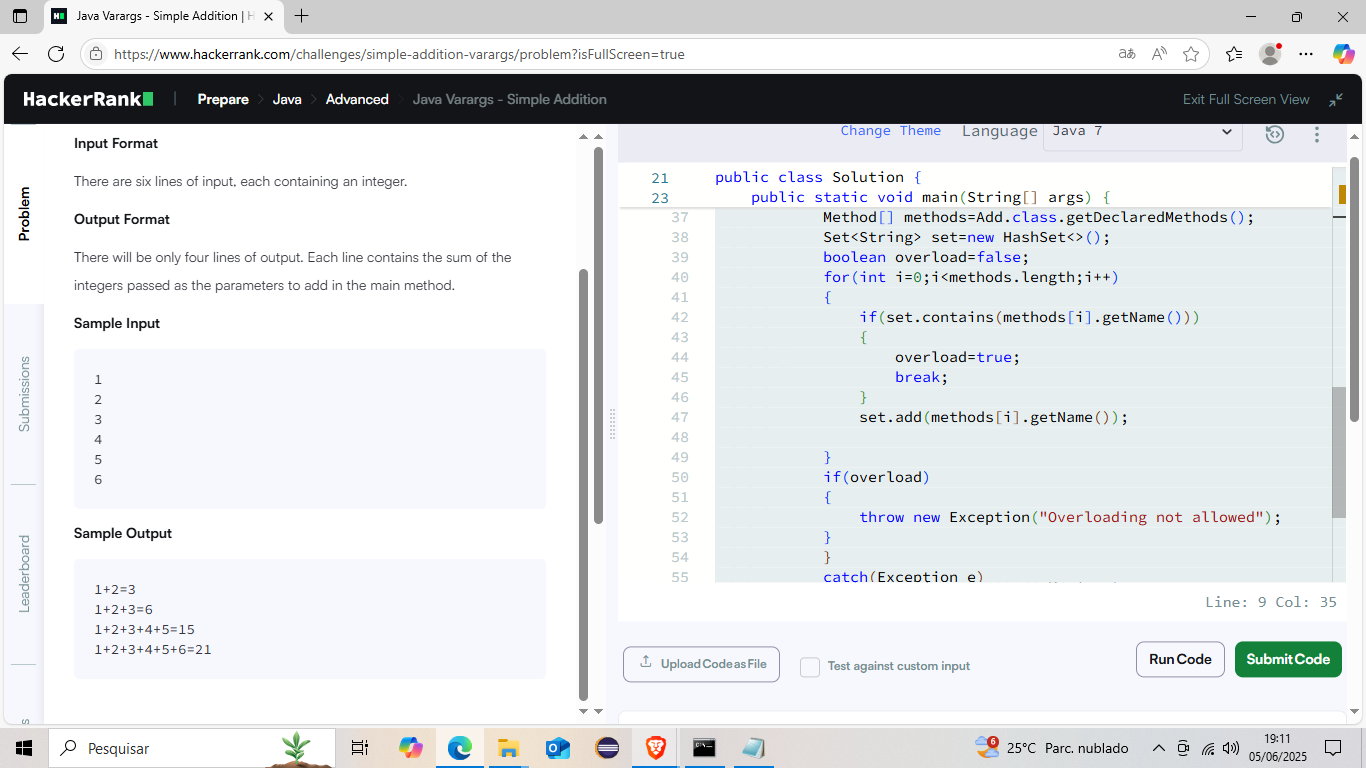 Java Varargs - Simple Addition | H
https://www.hackerrank.com/challenges/simple-addition-varargs/problem?isFullScreen=true
HackerRank
Prepare > Java > Advanced > Java Varargs - Simple Addition
Exit Full Screen View
Problem
Submissions
Leaderboard
Input Format
There are six lines of input, each containing an integer.
Output Format
There will be only four lines of output. Each line contains the sum of the
integers passed as the parameters to add in the main method.
Sample Input
1
2
3
4
5
6
Sample Output
1+2=3
1+2+3=6
1+2+3+4+5=15
1+2+3+4+5+6=21
Change Theme Language Java 7
21 public class Solution {
23 public static void main(String[] args) {
37 Method[] methods=Add.class.getDeclaredMethods();
38 Set<String> set=new HashSet<>();
39 boolean overload=false;
40 for(int i=0;i<methods.length;i++)
41 {
42 if(set.contains(methods[i].getName()))
43 {
44 overload=true;
45 break;
46 }
47 set.add(methods[i].getName());
48
49 }
50 if(overload)
51 {
52 throw new Exception("Overloading not allowed");
53 }
54 }
55 catch(Exception e)
Line: 9 Col: 35
Upload Code as File
Test against custom input
Run Code
Submit Code
Pesquisar
6
25°C Parc. nublado
19:11
05/06/2025